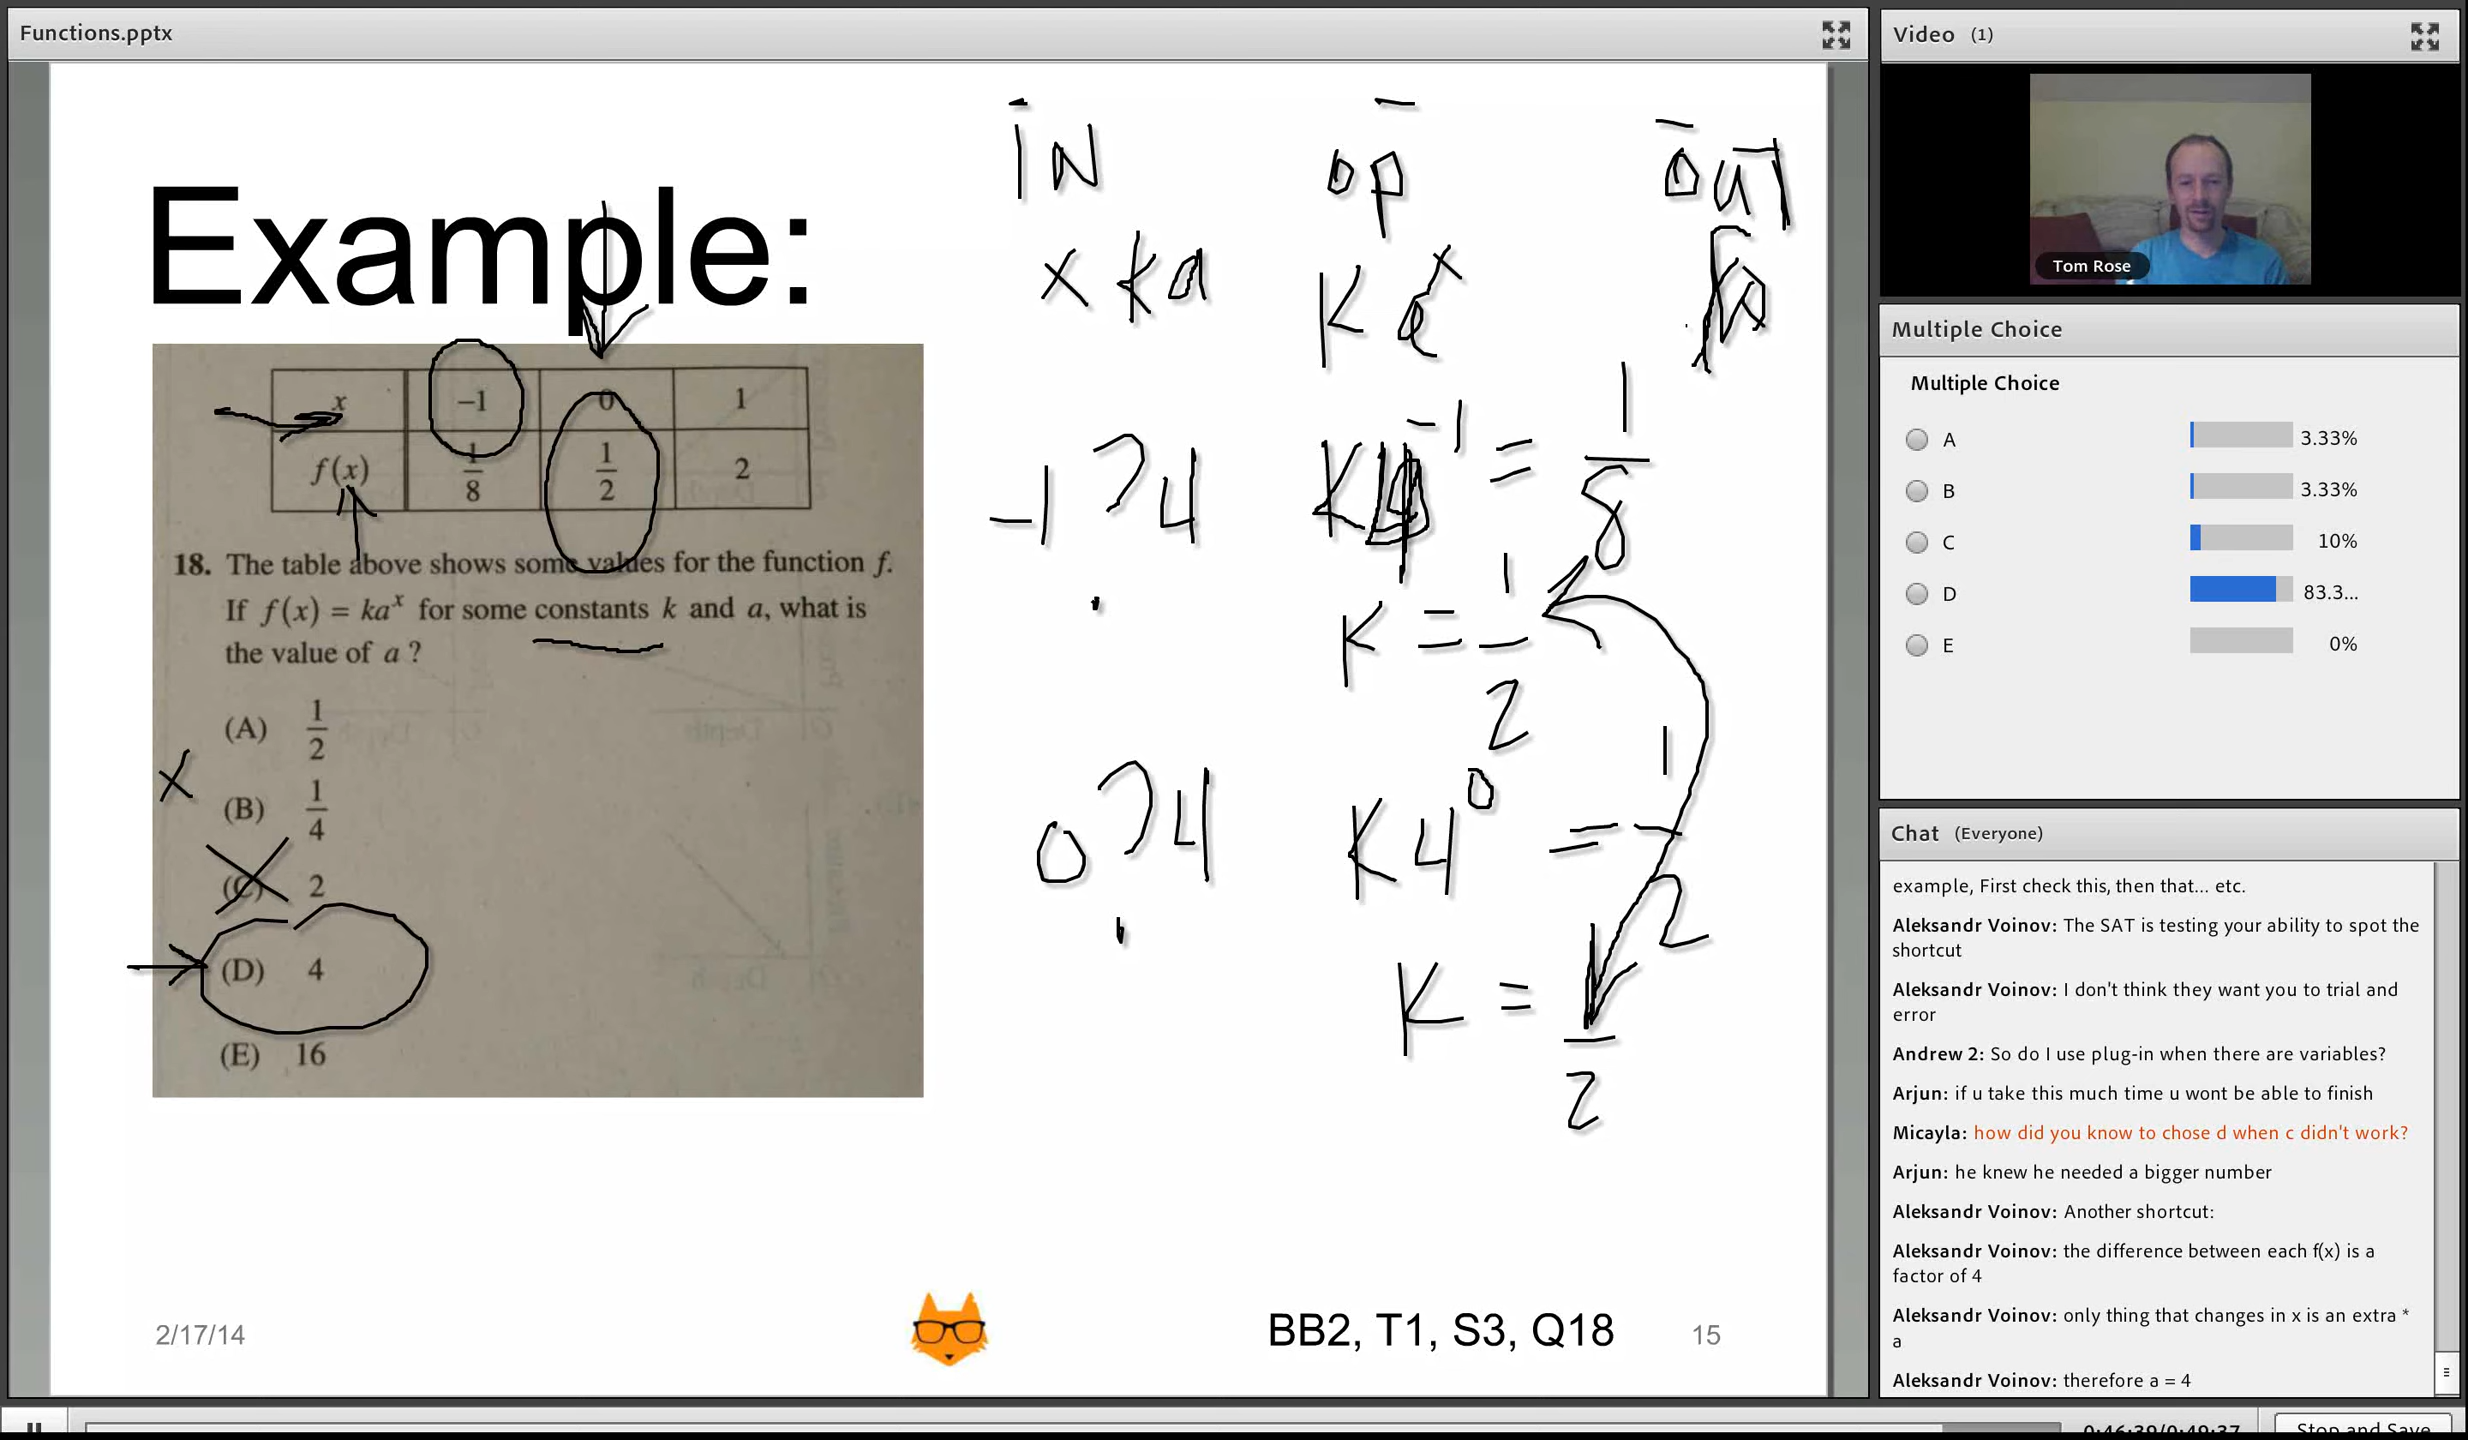 Functions.pptx
Example:
x −1 0 1
f(x) 1/8 1/2 2
18. The table above shows some values for the function f.
If f(x) = ka^x for some constants k and a, what is
the value of a ?
(A) 1/2
(B) 1/4
(C) 2
(D) 4
(E) 16
IN OP OUT
x k a K a^x
-1 ? 4 K4^-1 = 1/8
K = 1/2
0 ? 4 K4^0 = 1/2
K = 1/2
2/17/14
BB2, T1, S3, Q18
15
Video (1)
Tom Rose
Multiple Choice
Multiple Choice
A 3.33%
B 3.33%
C 10%
D 83.3...
E 0%
Chat (Everyone)
example, First check this, then that... etc.
Aleksandr Voinov: The SAT is testing your ability to spot the
shortcut
Aleksandr Voinov: I don't think they want you to trial and
error
Andrew 2: So do I use plug-in when there are variables?
Arjun: if u take this much time u wont be able to finish
Micayla: how did you know to chose d when c didn't work?
Arjun: he knew he needed a bigger number
Aleksandr Voinov: Another shortcut:
Aleksandr Voinov: the difference between each f(x) is a
factor of 4
Aleksandr Voinov: only thing that changes in x is an extra *
a
Aleksandr Voinov: therefore a = 4
0:46:39/0:49:37
Stop and Save